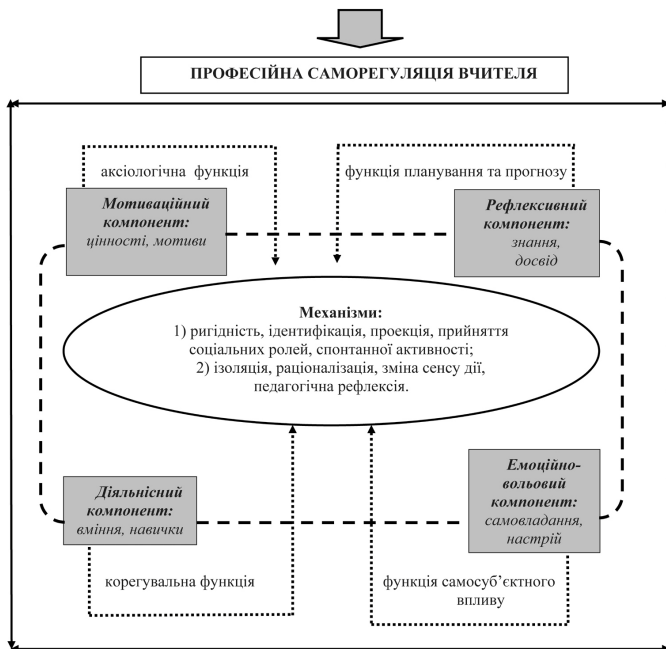 ПРОФЕСІЙНА САМОРЕГУЛЯЦІЯ ВЧИТЕЛЯ
аксіологічна функція
функція планування та прогнозу
Мотиваційний
компонент:
цінності, мотиви
Рефлексивний
компонент:
знання,
досвід
Механізми:
1) ригідність, ідентифікація, проекція, прийняття
соціальних ролей, спонтанної активності;
2) ізоляція, раціоналізація, зміна сенсу дії,
педагогічна рефлексія.
Діяльнісний
компонент:
вміння, навички
Емоційно-
вольовий
компонент:
самовладання,
настрій
корегувальна функція
функція самосуб’єктного
впливу